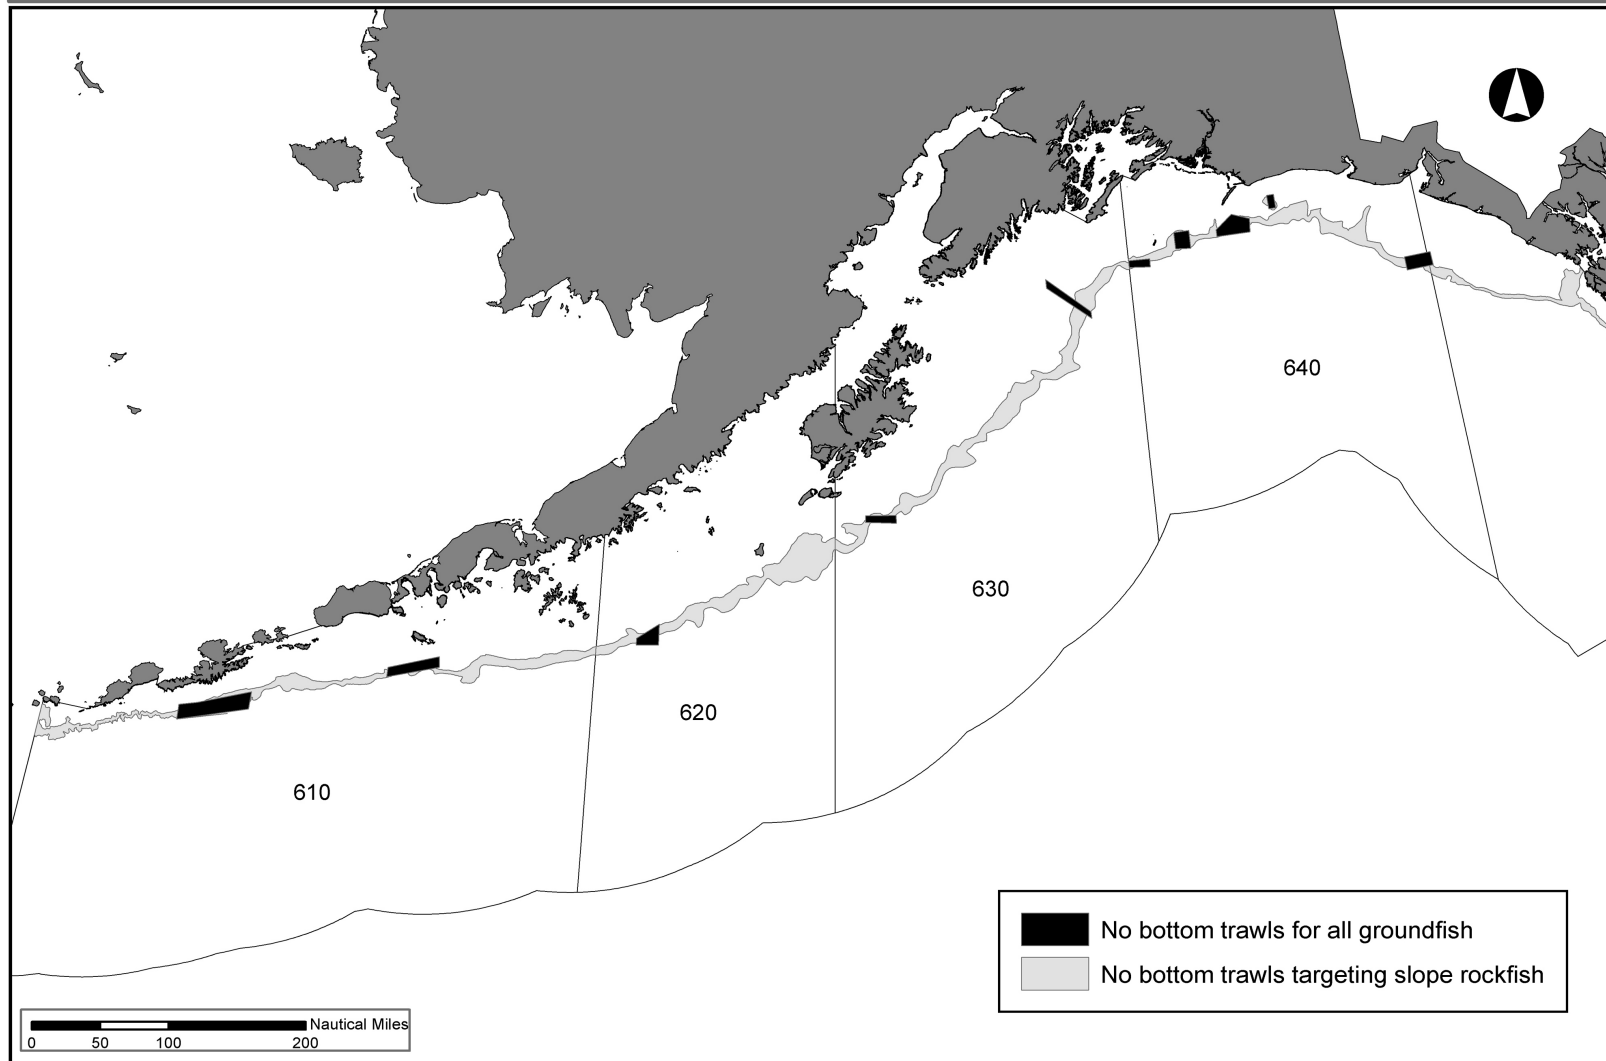 640
630
620
610
No bottom trawls for all groundfish
No bottom trawls targeting slope rockfish
Nautical Miles
0 50 100 200